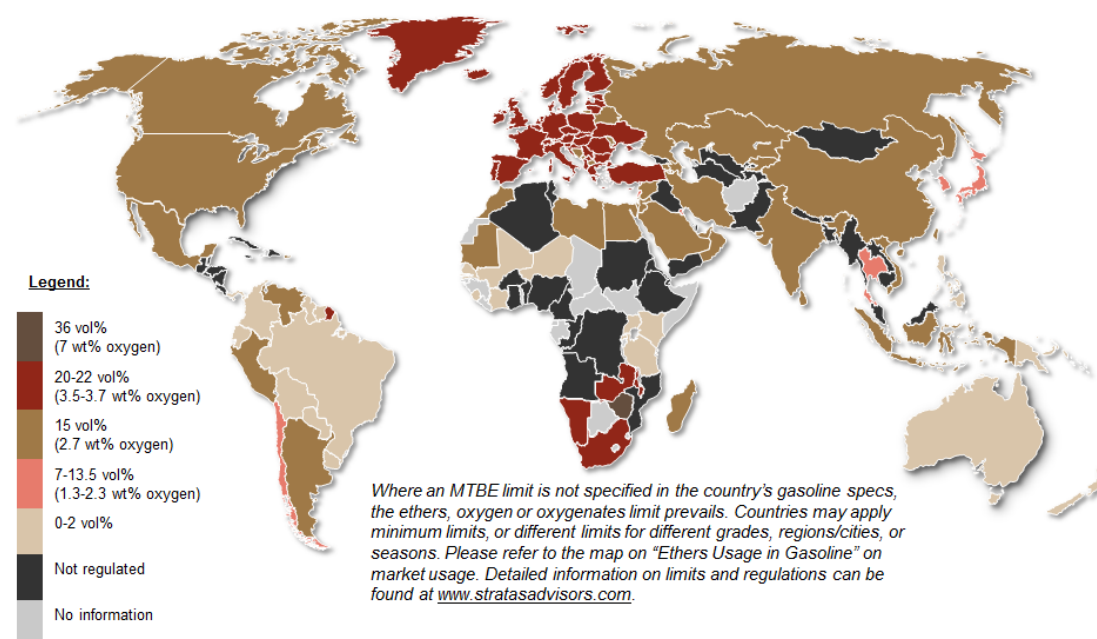 Legend:
36 vol%
(7 wt% oxygen)
20-22 vol%
(3.5-3.7 wt% oxygen)
15 vol%
(2.7 wt% oxygen)
7-13.5 vol%
(1.3-2.3 wt% oxygen)
0-2 vol%
Not regulated
No information
Where an MTBE limit is not specified in the country's gasoline specs,
the ethers, oxygen or oxygenates limit prevails. Countries may apply
minimum limits, or different limits for different grades, regions/cities, or
seasons. Please refer to the map on “Ethers Usage in Gasoline” on
market usage. Detailed information on limits and regulations can be
found at www.stratasadvisors.com.